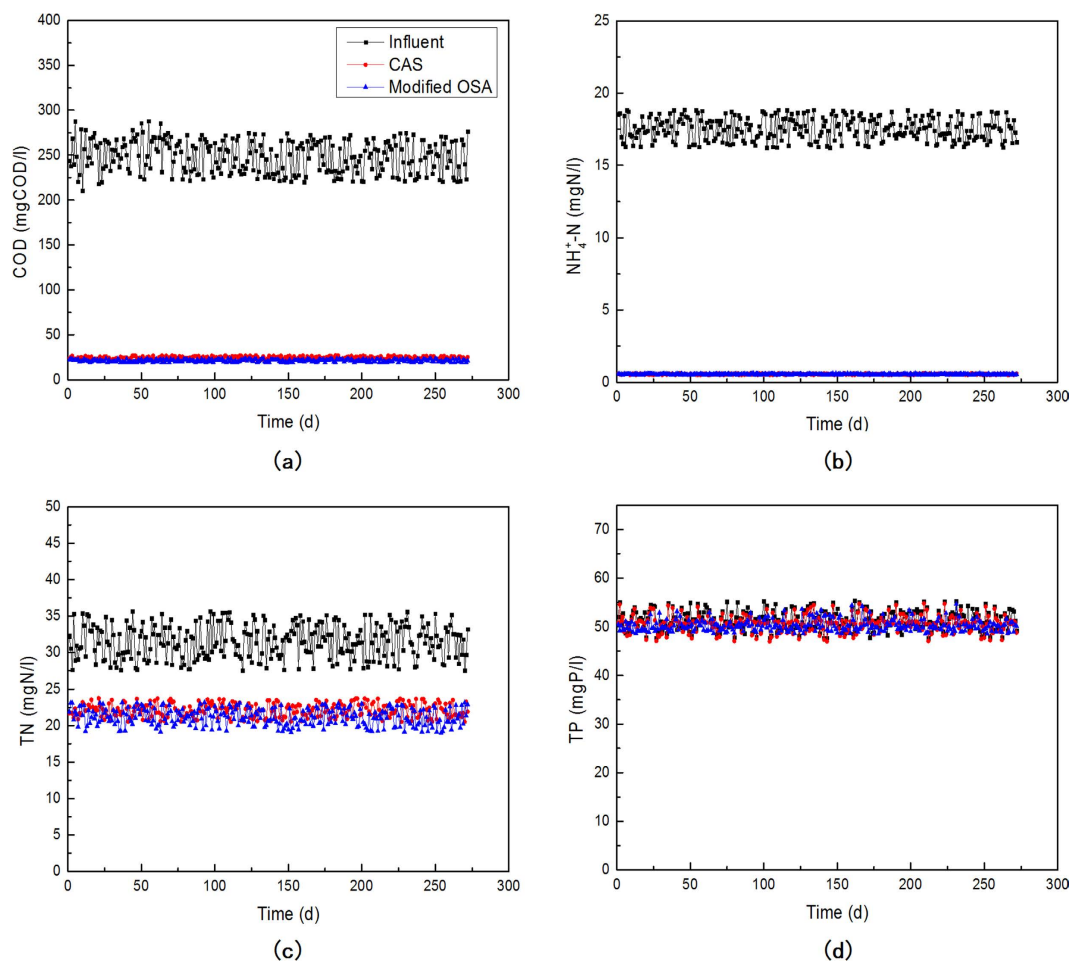 400
350
300
250
200
150
100
50
0
COD (mgCOD/l)
Influent
CAS
Modified OSA
0 50 100 150 200 250 300
Time (d)
(a)
25
20
15
10
5
0
NH₄⁺-N (mgN/l)
0 50 100 150 200 250 300
Time (d)
(b)
50
45
40
35
30
25
20
15
10
5
0
TN (mgN/l)
0 50 100 150 200 250 300
Time (d)
(c)
70
60
50
40
30
20
10
0
TP (mgP/l)
0 50 100 150 200 250 300
Time (d)
(d)